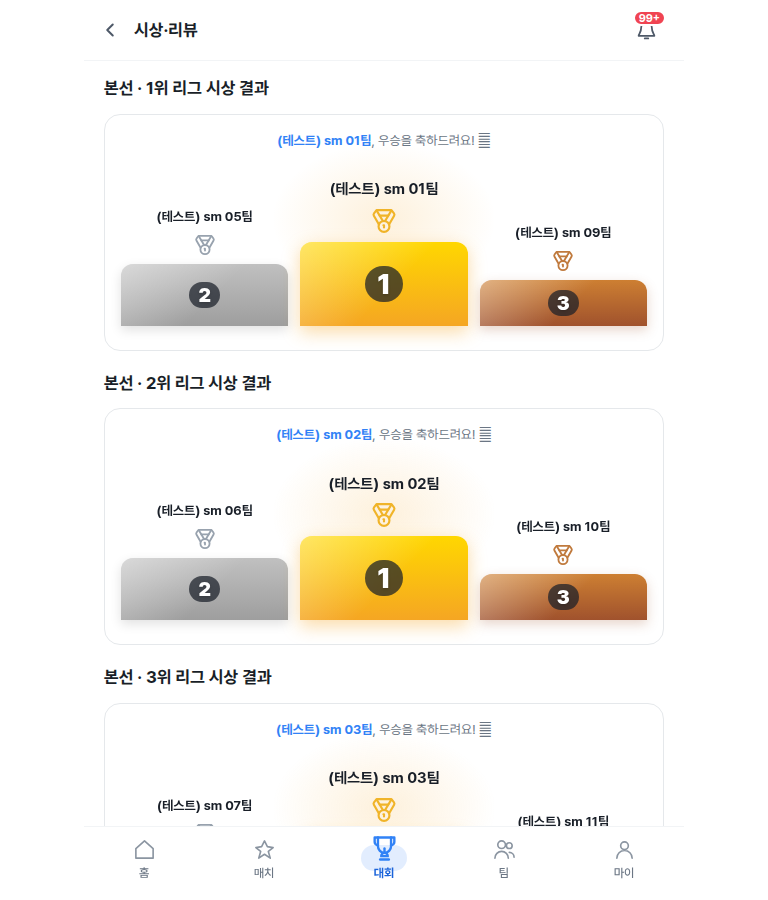 시상·리뷰
99+
본선 · 1위 리그 시상 결과
(테스트) sm 01팀, 우승을 축하드려요!
(테스트) sm 01팀
(테스트) sm 05팀
(테스트) sm 09팀
2
1
3
본선 · 2위 리그 시상 결과
(테스트) sm 02팀, 우승을 축하드려요!
(테스트) sm 02팀
(테스트) sm 06팀
(테스트) sm 10팀
2
1
3
본선 · 3위 리그 시상 결과
(테스트) sm 03팀, 우승을 축하드려요!
(테스트) sm 03팀
(테스트) sm 07팀
(테스트) sm 11팀
홈
매치
대회
팀
마이